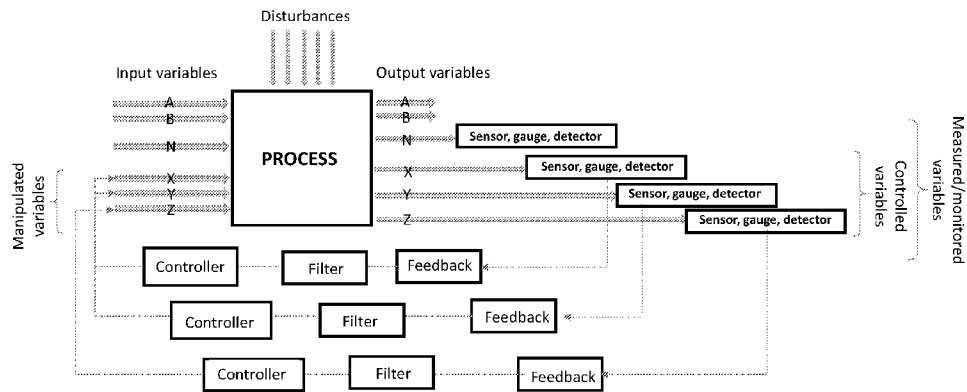 Disturbances
Input variables
Output variables
A
B
N
X
Y
Z
PROCESS
A
B
N
X
Y
Z
Sensor, gauge, detector
Sensor, gauge, detector
Sensor, gauge, detector
Sensor, gauge, detector
Manipulated
variables
Controlled
variables
Measured/monitored
variables
Controller
Filter
Feedback
Controller
Filter
Feedback
Controller
Filter
Feedback